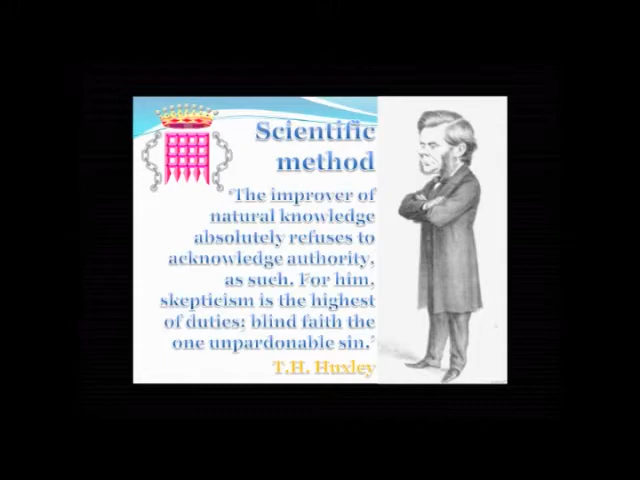 Scientific
method
‘The improver of
natural knowledge
absolutely refuses to
acknowledge authority,
as such. For him,
skepticism is the highest
of duties; blind faith the
one unpardonable sin.’
T.H. Huxley